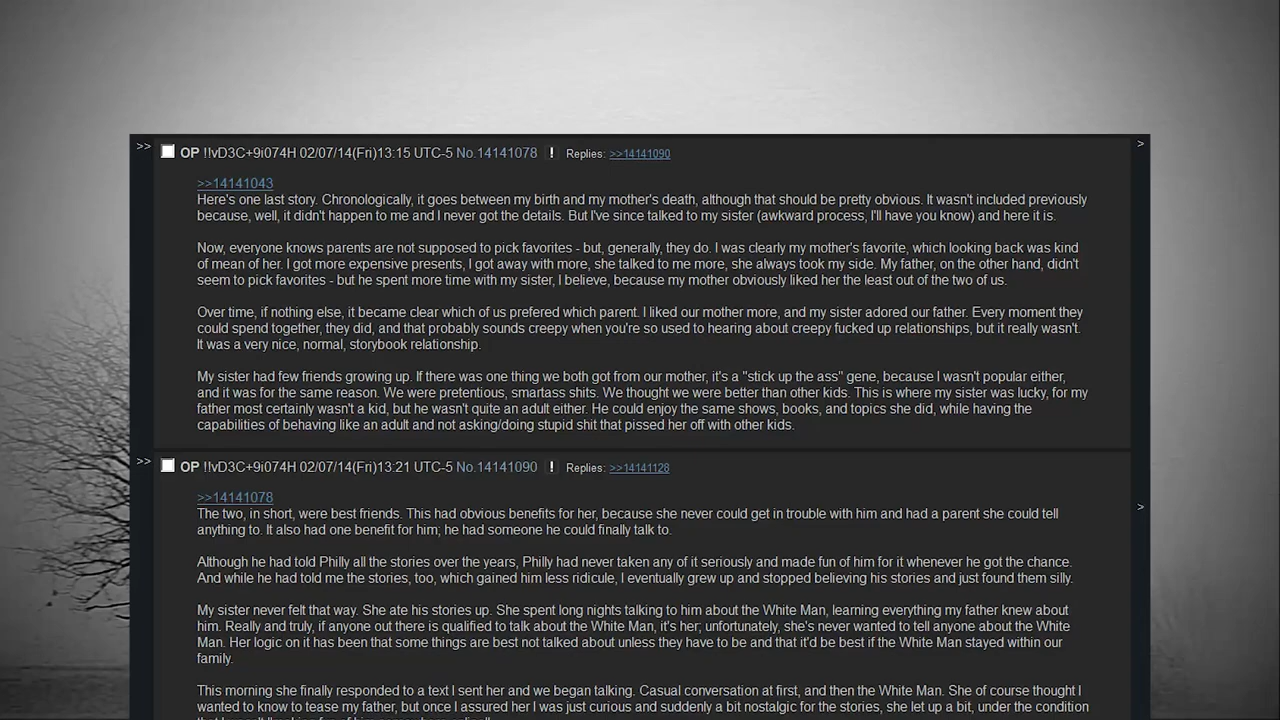 >> OP !!vD3C+9i074H 02/07/14(Fri)13:15 UTC-5 No.14141078 ! Replies: >>14141090 >
>>14141043
Here's one last story. Chronologically, it goes between my birth and my mother's death, although that should be pretty obvious. It wasn't included previously
because, well, it didn't happen to me and I never got the details. But I've since talked to my sister (awkward process, I'll have you know) and here it is.
Now, everyone knows parents are not supposed to pick favorites - but, generally, they do. I was clearly my mother's favorite, which looking back was kind
of mean of her. I got more expensive presents, I got away with more, she talked to me more, she always took my side. My father, on the other hand, didn't
seem to pick favorites - but he spent more time with my sister, I believe, because my mother obviously liked her the least out of the two of us.
Over time, if nothing else, it became clear which of us prefered which parent. I liked our mother more, and my sister adored our father. Every moment they
could spend together, they did, and that probably sounds creepy when you're so used to hearing about creepy fucked up relationships, but it really wasn't.
It was a very nice, normal, storybook relationship.
My sister had few friends growing up. If there was one thing we both got from our mother, it's a "stick up the ass" gene, because I wasn't popular either,
and it was for the same reason. We were pretentious, smartass shits. We thought we were better than other kids. This is where my sister was lucky, for my
father most certainly wasn't a kid, but he wasn't quite an adult either. He could enjoy the same shows, books, and topics she did, while having the
capabilities of behaving like an adult and not asking/doing stupid shit that pissed her off with other kids.
>> OP !!vD3C+9i074H 02/07/14(Fri)13:21 UTC-5 No.14141090 ! Replies: >>14141128
>>14141078 >
The two, in short, were best friends. This had obvious benefits for her, because she never could get in trouble with him and had a parent she could tell
anything to. It also had one benefit for him; he had someone he could finally talk to.
Although he had told Philly all the stories over the years, Philly had never taken any of it seriously and made fun of him for it whenever he got the chance.
And while he had told me the stories, too, which gained him less ridicule, I eventually grew up and stopped believing his stories and just found them silly.
My sister never felt that way. She ate his stories up. She spent long nights talking to him about the White Man, learning everything my father knew about
him. Really and truly, if anyone out there is qualified to talk about the White Man, it's her; unfortunately, she's never wanted to tell anyone about the White
Man. Her logic on it has been that some things are best not talked about unless they have to be and that it'd be best if the White Man stayed within our
family.
This morning she finally responded to a text I sent her and we began talking. Casual conversation at first, and then the White Man. She of course thought I
wanted to know to tease my father, but once I assured her I was just curious and suddenly a bit nostalgic for the stories, she let up a bit, under the condition